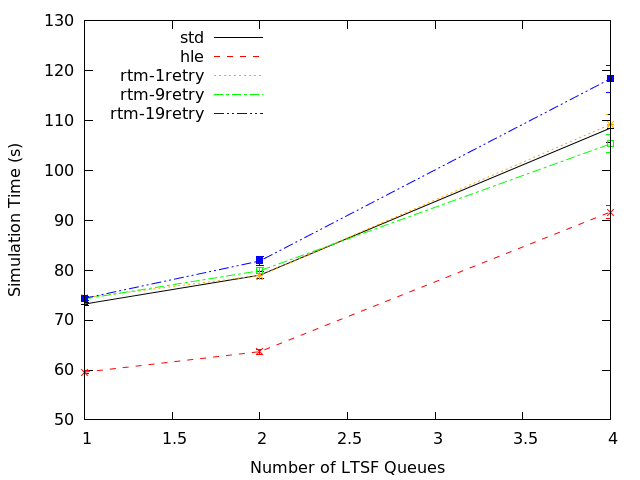 130
120
110
100
90
80
70
60
50
Simulation Time (s)
std
hle
rtm-1retry
rtm-9retry
rtm-19retry
1 1.5 2 2.5 3 3.5 4
Number of LTSF Queues